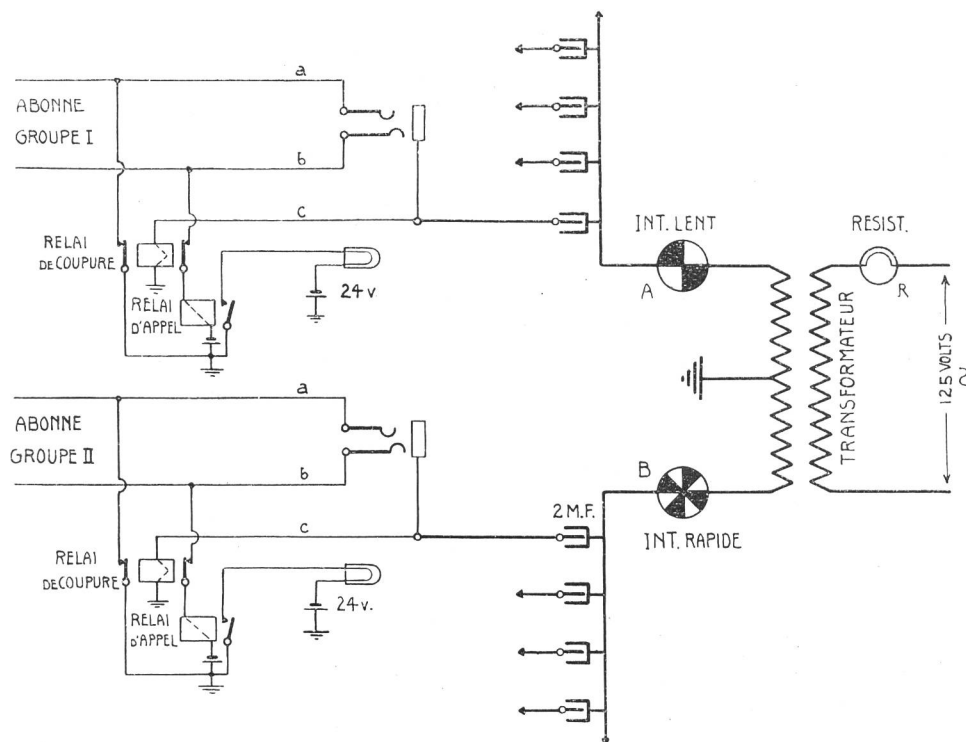 a
ABONNE
GROUPE I
b
c
RELAI
DE COUPURE
RELAI
D'APPEL
24 v.
INT. LENT
A
RESIST.
R
TRANSFORMATEUR
125 VOLTS
a
ABONNE
GROUPE II
b
c
RELAI
DE COUPURE
RELAI
D'APPEL
24 v.
2 M.F.
B
INT. RAPIDE